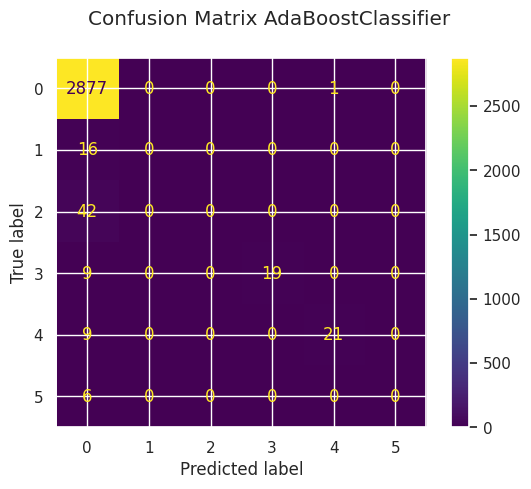 Confusion Matrix AdaBoostClassifier
True label
0 2877 0 0 0 1 0
1 16 0 0 0 0 0
2 42 0 0 0 0 0
3 9 0 0 19 0 0
4 9 0 0 0 21 0
5 6 0 0 0 0 0
0 1 2 3 4 5
Predicted label
2500
2000
1500
1000
500
0